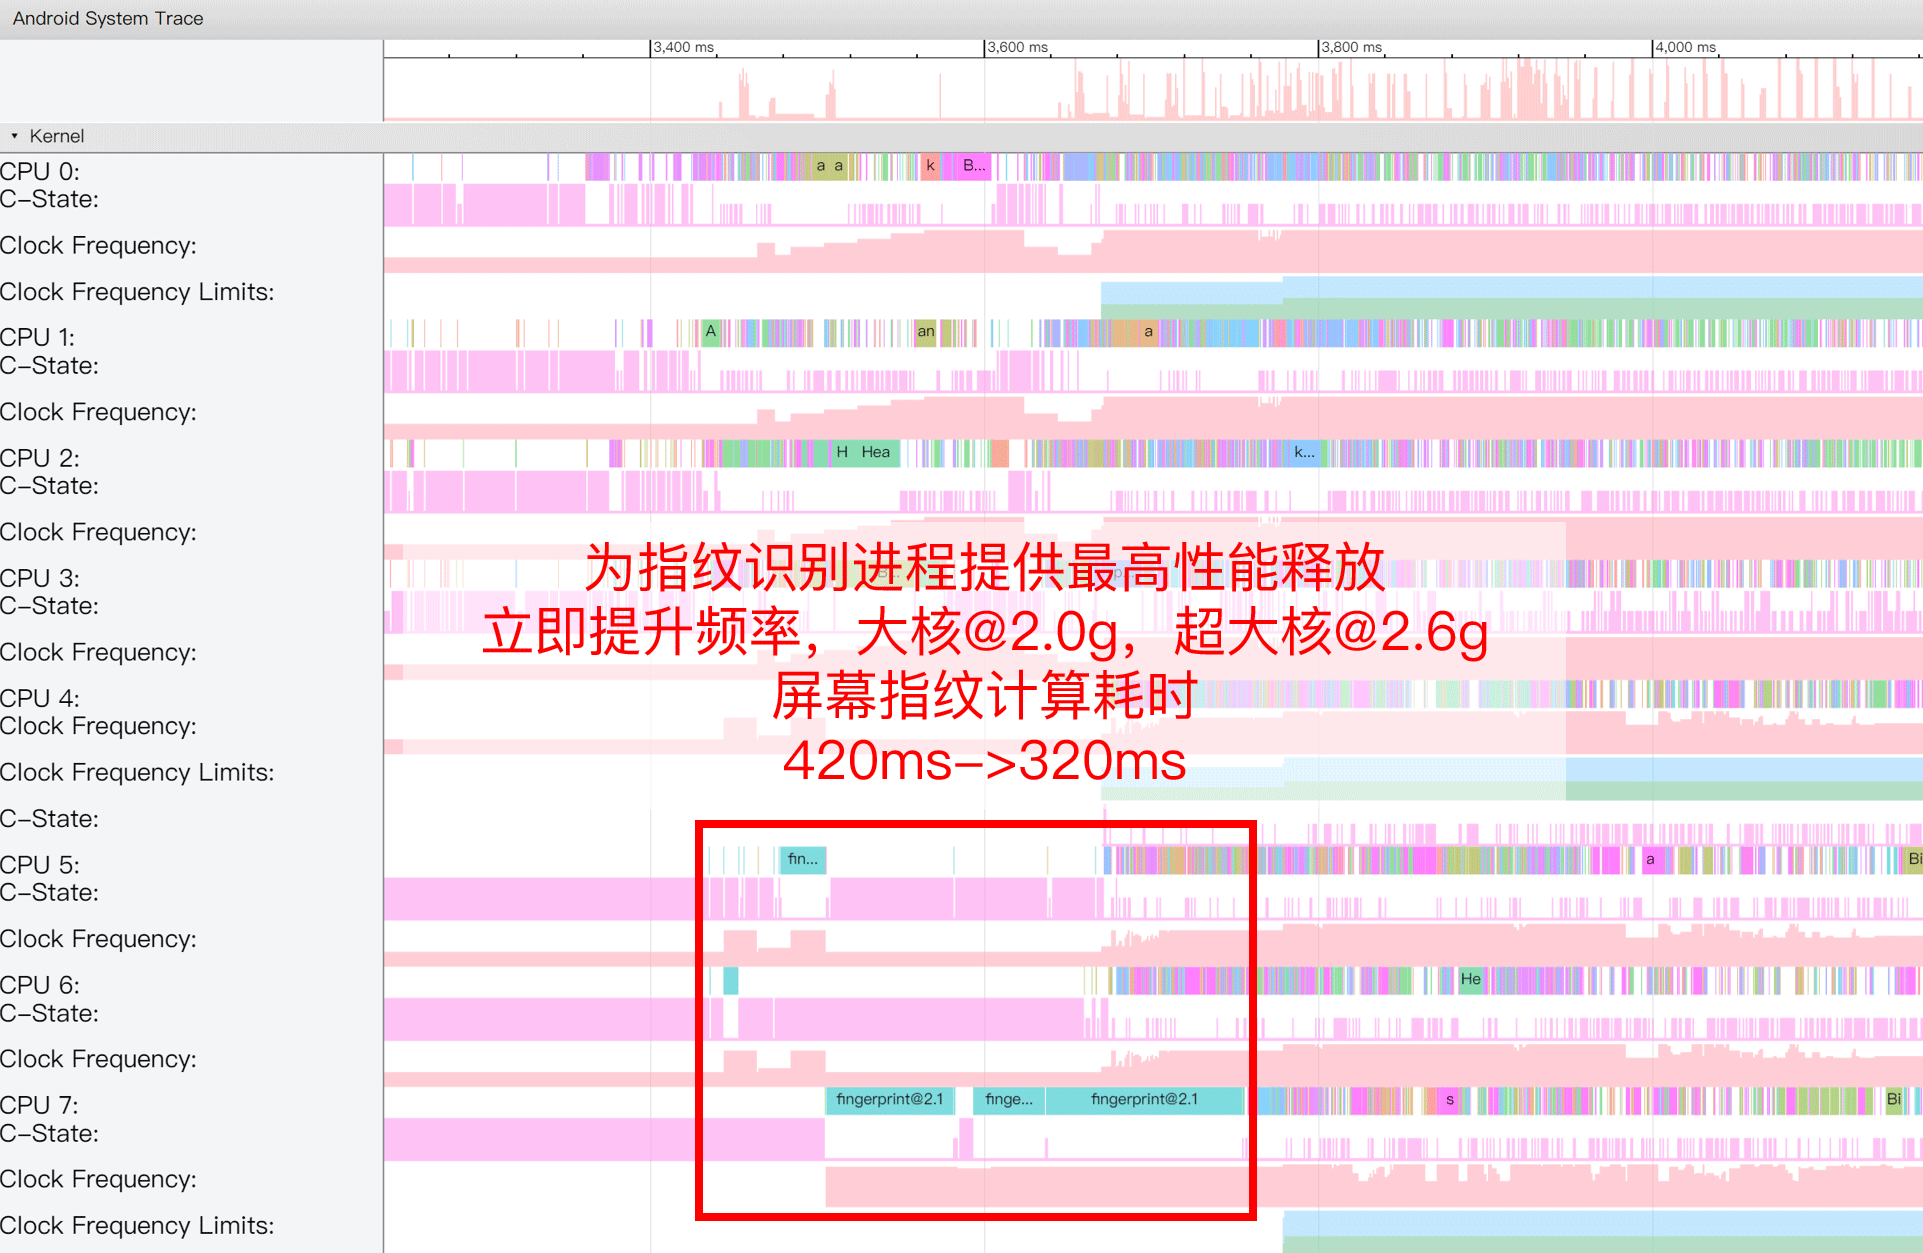 Android System Trace
3,400 ms
3,600 ms
3,800 ms
4,000 ms
Kernel
CPU 0:
a a k B...
C-State:
Clock Frequency:
Clock Frequency Limits:
CPU 1:
A an a
C-State:
Clock Frequency:
CPU 2:
H Hea k...
C-State:
Clock Frequency:
CPU 3:
C-State:
Clock Frequency:
CPU 4:
Clock Frequency:
Clock Frequency Limits:
为指纹识别进程提供最高性能释放
立即提升频率，大核@2.0g，超大核@2.6g
屏幕指纹计算耗时
420ms->320ms
C-State:
CPU 5:
fin... a Bi
C-State:
Clock Frequency:
CPU 6:
He
C-State:
Clock Frequency:
CPU 7:
fingerprint@2.1 finge... fingerprint@2.1 s Bi
C-State:
Clock Frequency:
Clock Frequency Limits: